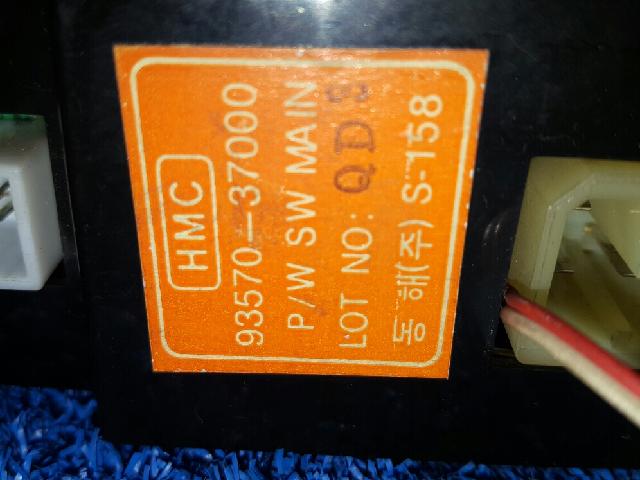 HMC
93570-37000
P/W SW MAIN
LOT NO: QD
동해(주) S-158